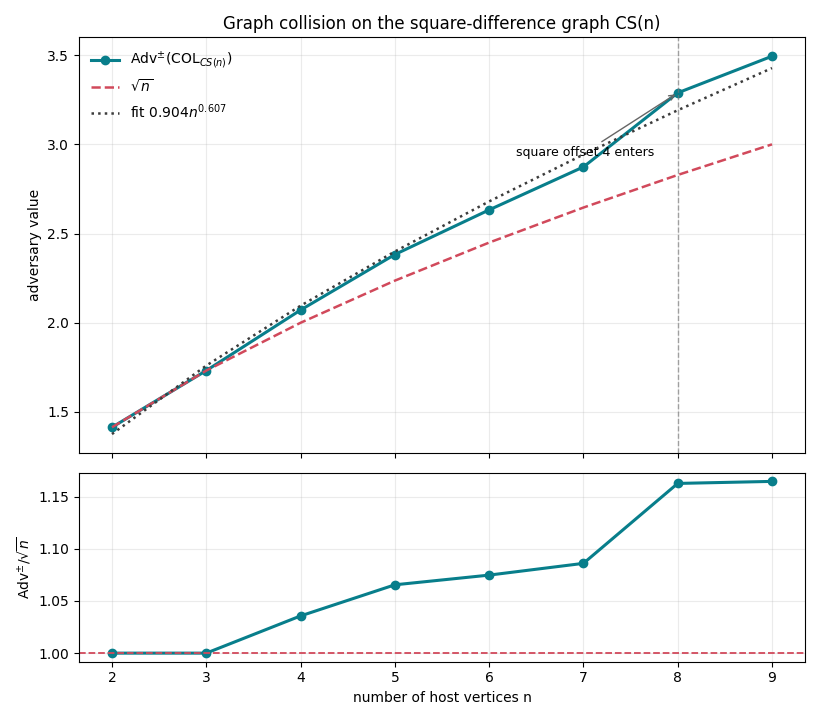 Graph collision on the square-difference graph CS(n)
Adv±(COL_CS(n))
√n
fit 0.904n^0.607
square offset 4 enters
adversary value
3.5
3.0
2.5
2.0
1.5
Adv±/√n
1.15
1.10
1.05
1.00
2 3 4 5 6 7 8 9
number of host vertices n